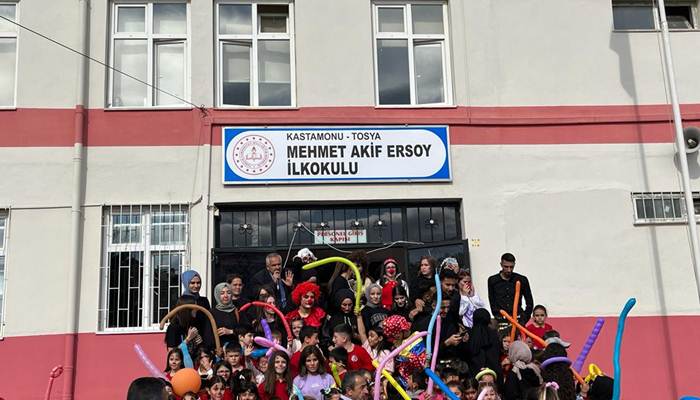 KASTAMONU - TOSYA
MEHMET AKİF ERSOY
İLKOKULU
PERSONEL GİRİŞ
KAPISI